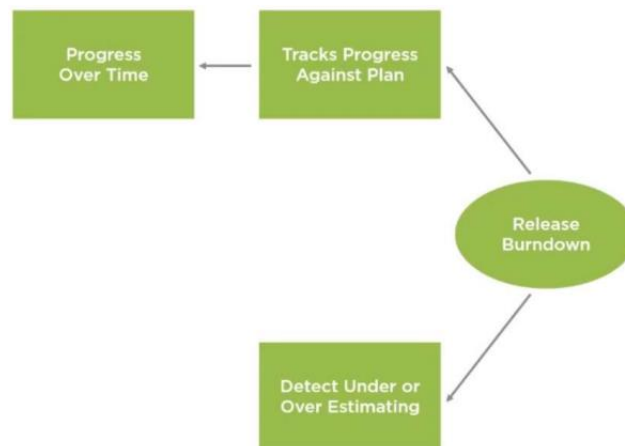 Progress
Over Time
Tracks Progress
Against Plan
Release
Burndown
Detect Under or
Over Estimating